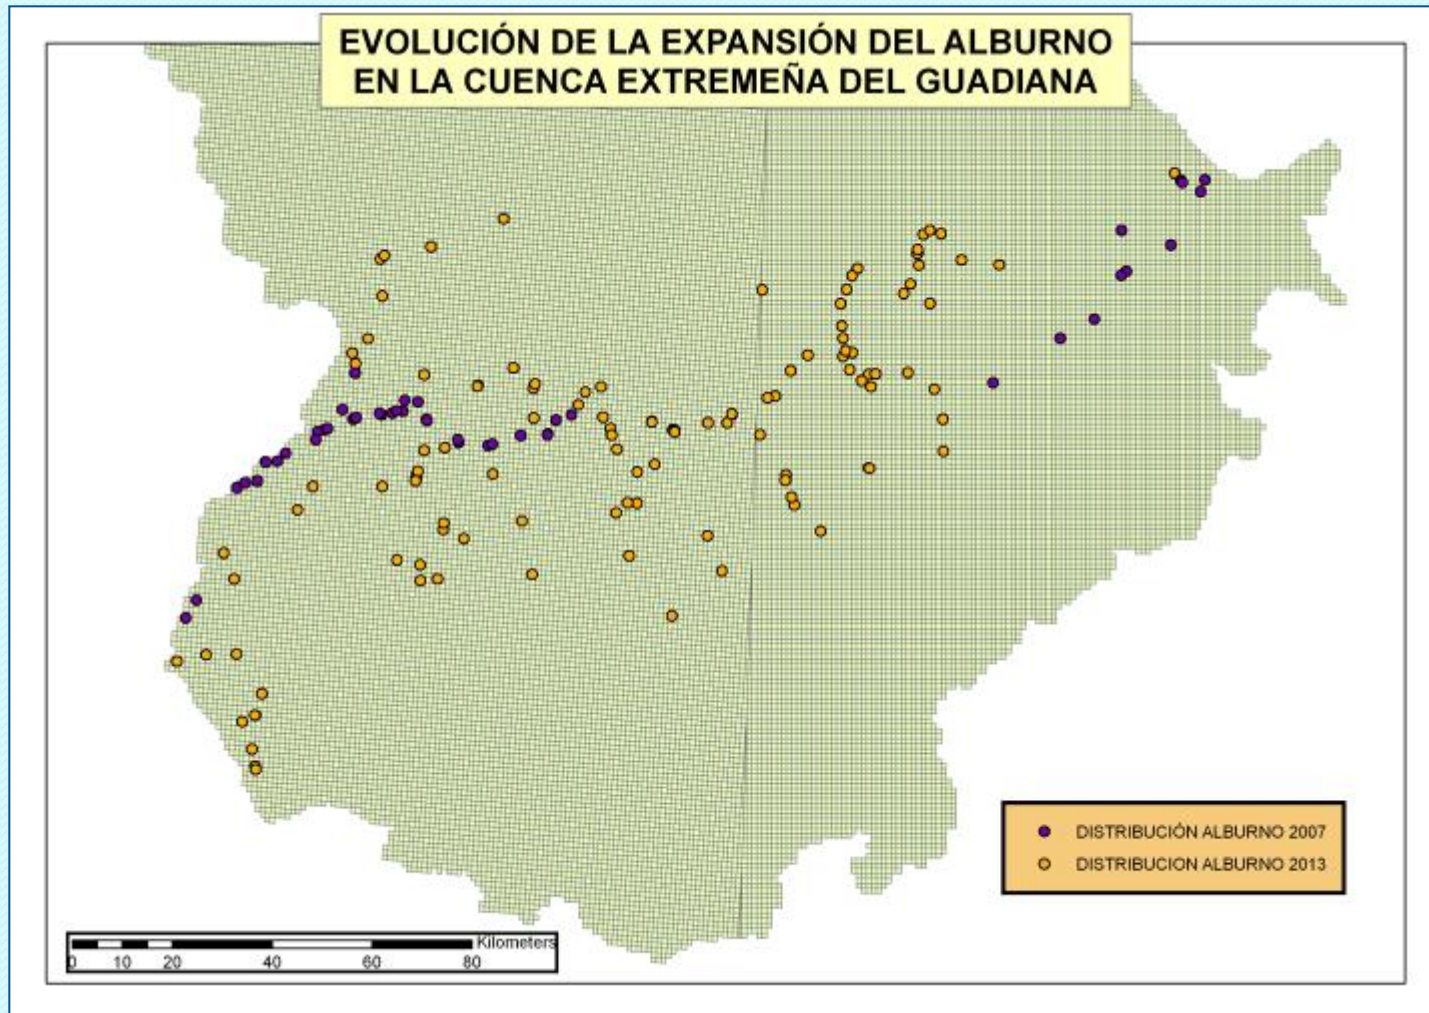 EVOLUCIÓN DE LA EXPANSIÓN DEL ALBURNO
EN LA CUENCA EXTREMEÑA DEL GUADIANA
DISTRIBUCIÓN ALBURNO 2007
DISTRIBUCION ALBURNO 2013
Kilometers
0 10 20 40 60 80